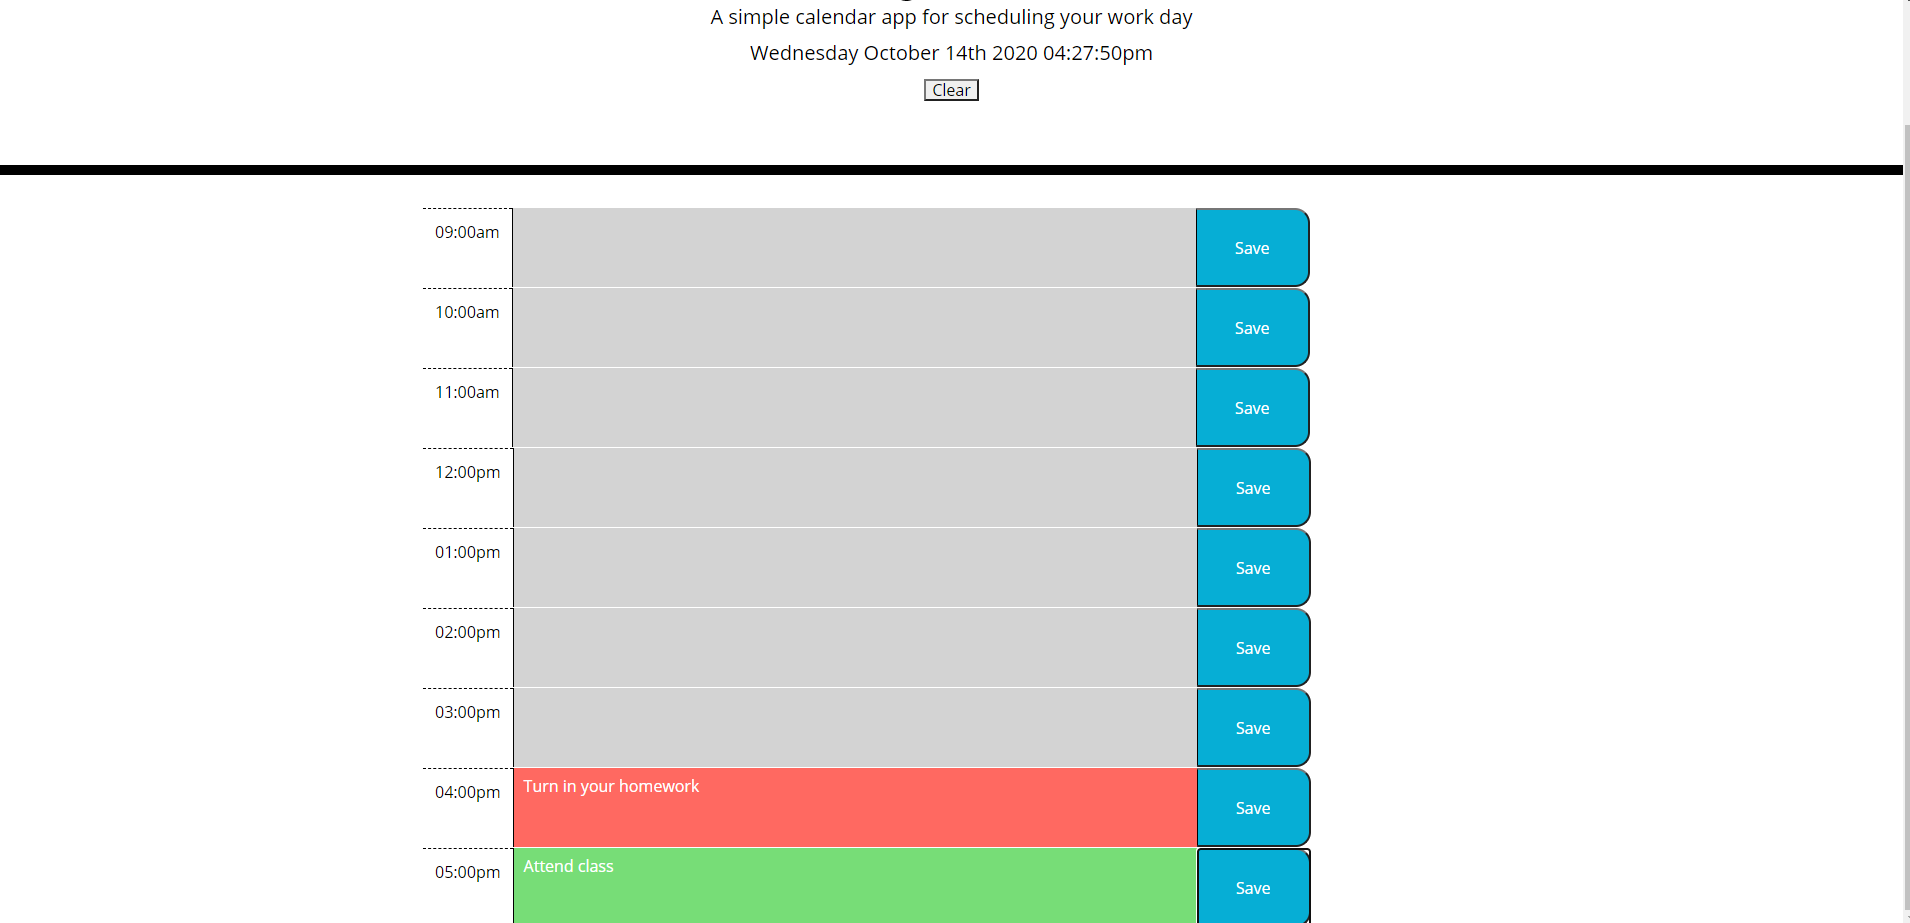 A simple calendar app for scheduling your work day
Wednesday October 14th 2020 04:27:50pm
Clear
09:00am Save
10:00am Save
11:00am Save
12:00pm Save
01:00pm Save
02:00pm Save
03:00pm Save
04:00pm Turn in your homework Save
05:00pm Attend class Save